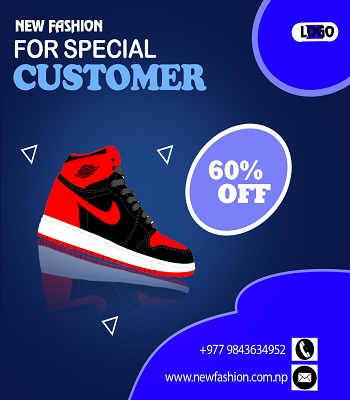 NEW FASHION
FOR SPECIAL
CUSTOMER
LOGO
60%
OFF
+977 9843634952
www.newfashion.com.np